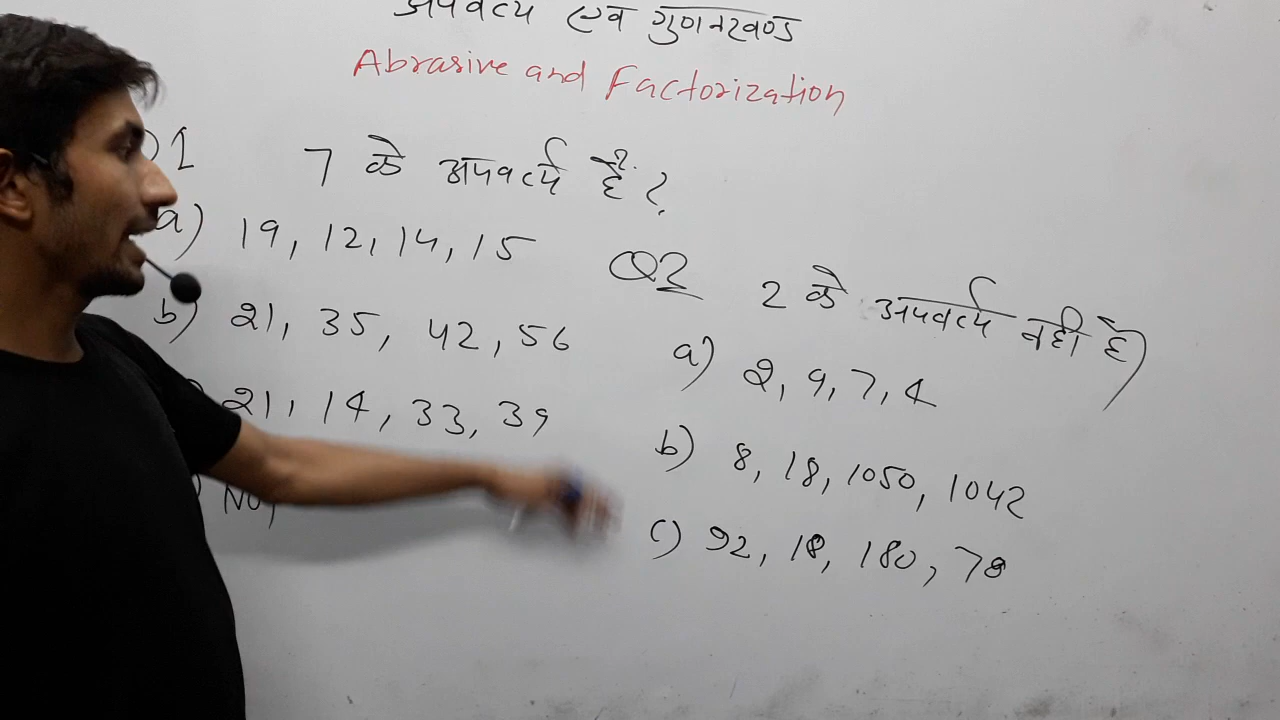 अपवर्त्य एवं गुणनखण्ड
Abrasive and Factorization
1 7 के अपवर्त्य है ?
a) 19, 12, 14, 15
b) 21, 35, 42, 56
21, 14, 33, 39
No
Q2 2 के अपवर्त्य नही है)
a) 2, 9, 7, 4
b) 8, 18, 1050, 1042
c) 92, 18, 180, 78